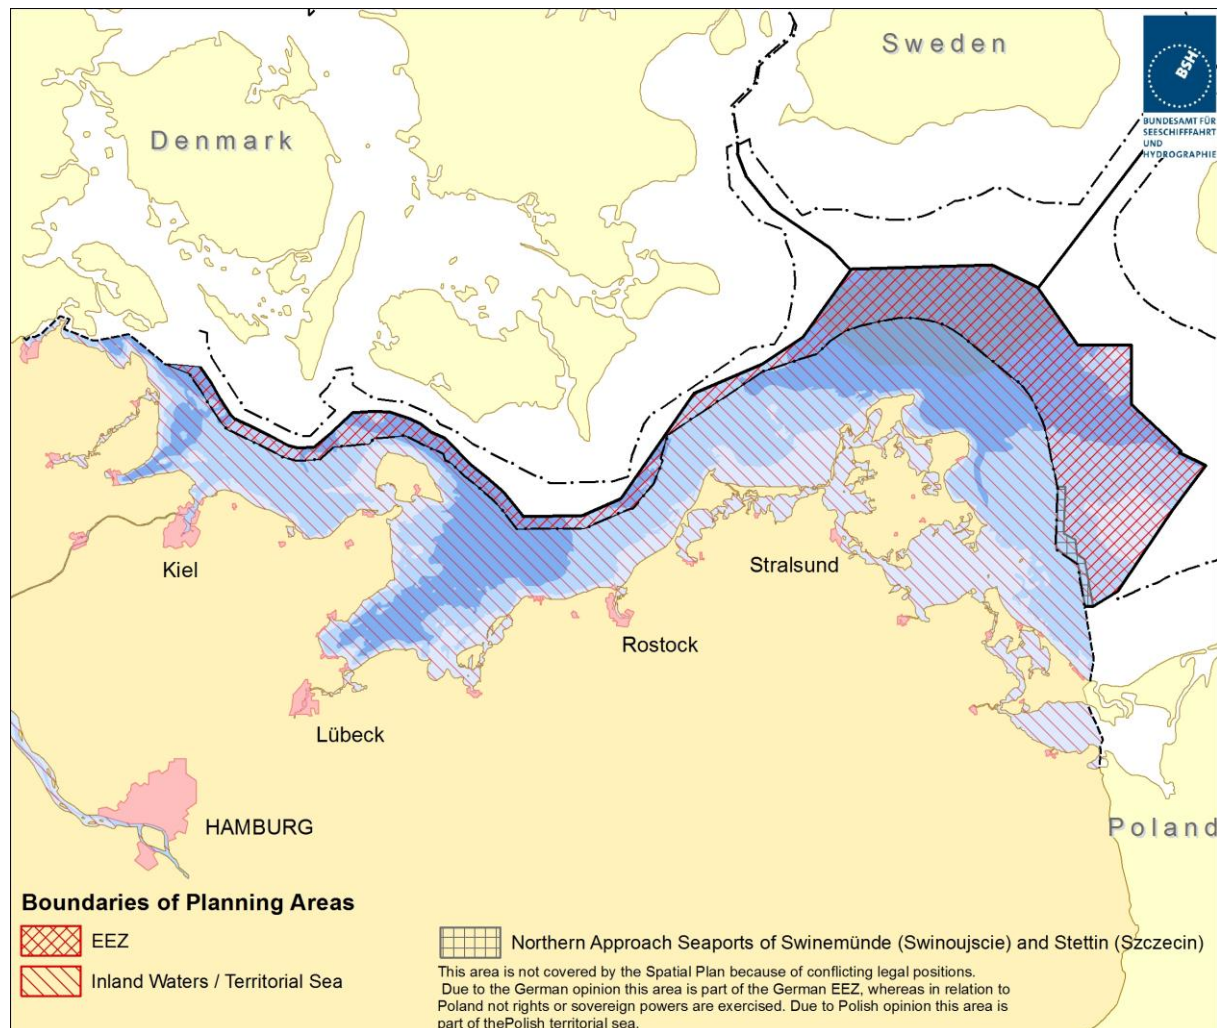 Sweden
BSH
BUNDESAMT FÜR
SEESCHIFFFAHRT
UND
HYDROGRAPHIE
Denmark
Kiel
Stralsund
Rostock
Lübeck
HAMBURG
Poland
Boundaries of Planning Areas
EEZ
Inland Waters / Territorial Sea
Northern Approach Seaports of Swinemünde (Swinoujscie) and Stettin (Szczecin)
This area is not covered by the Spatial Plan because of conflicting legal positions.
Due to the German opinion this area is part of the German EEZ, whereas in relation to
Poland not rights or sovereign powers are exercised. Due to Polish opinion this area is
part of thePolish territorial sea.